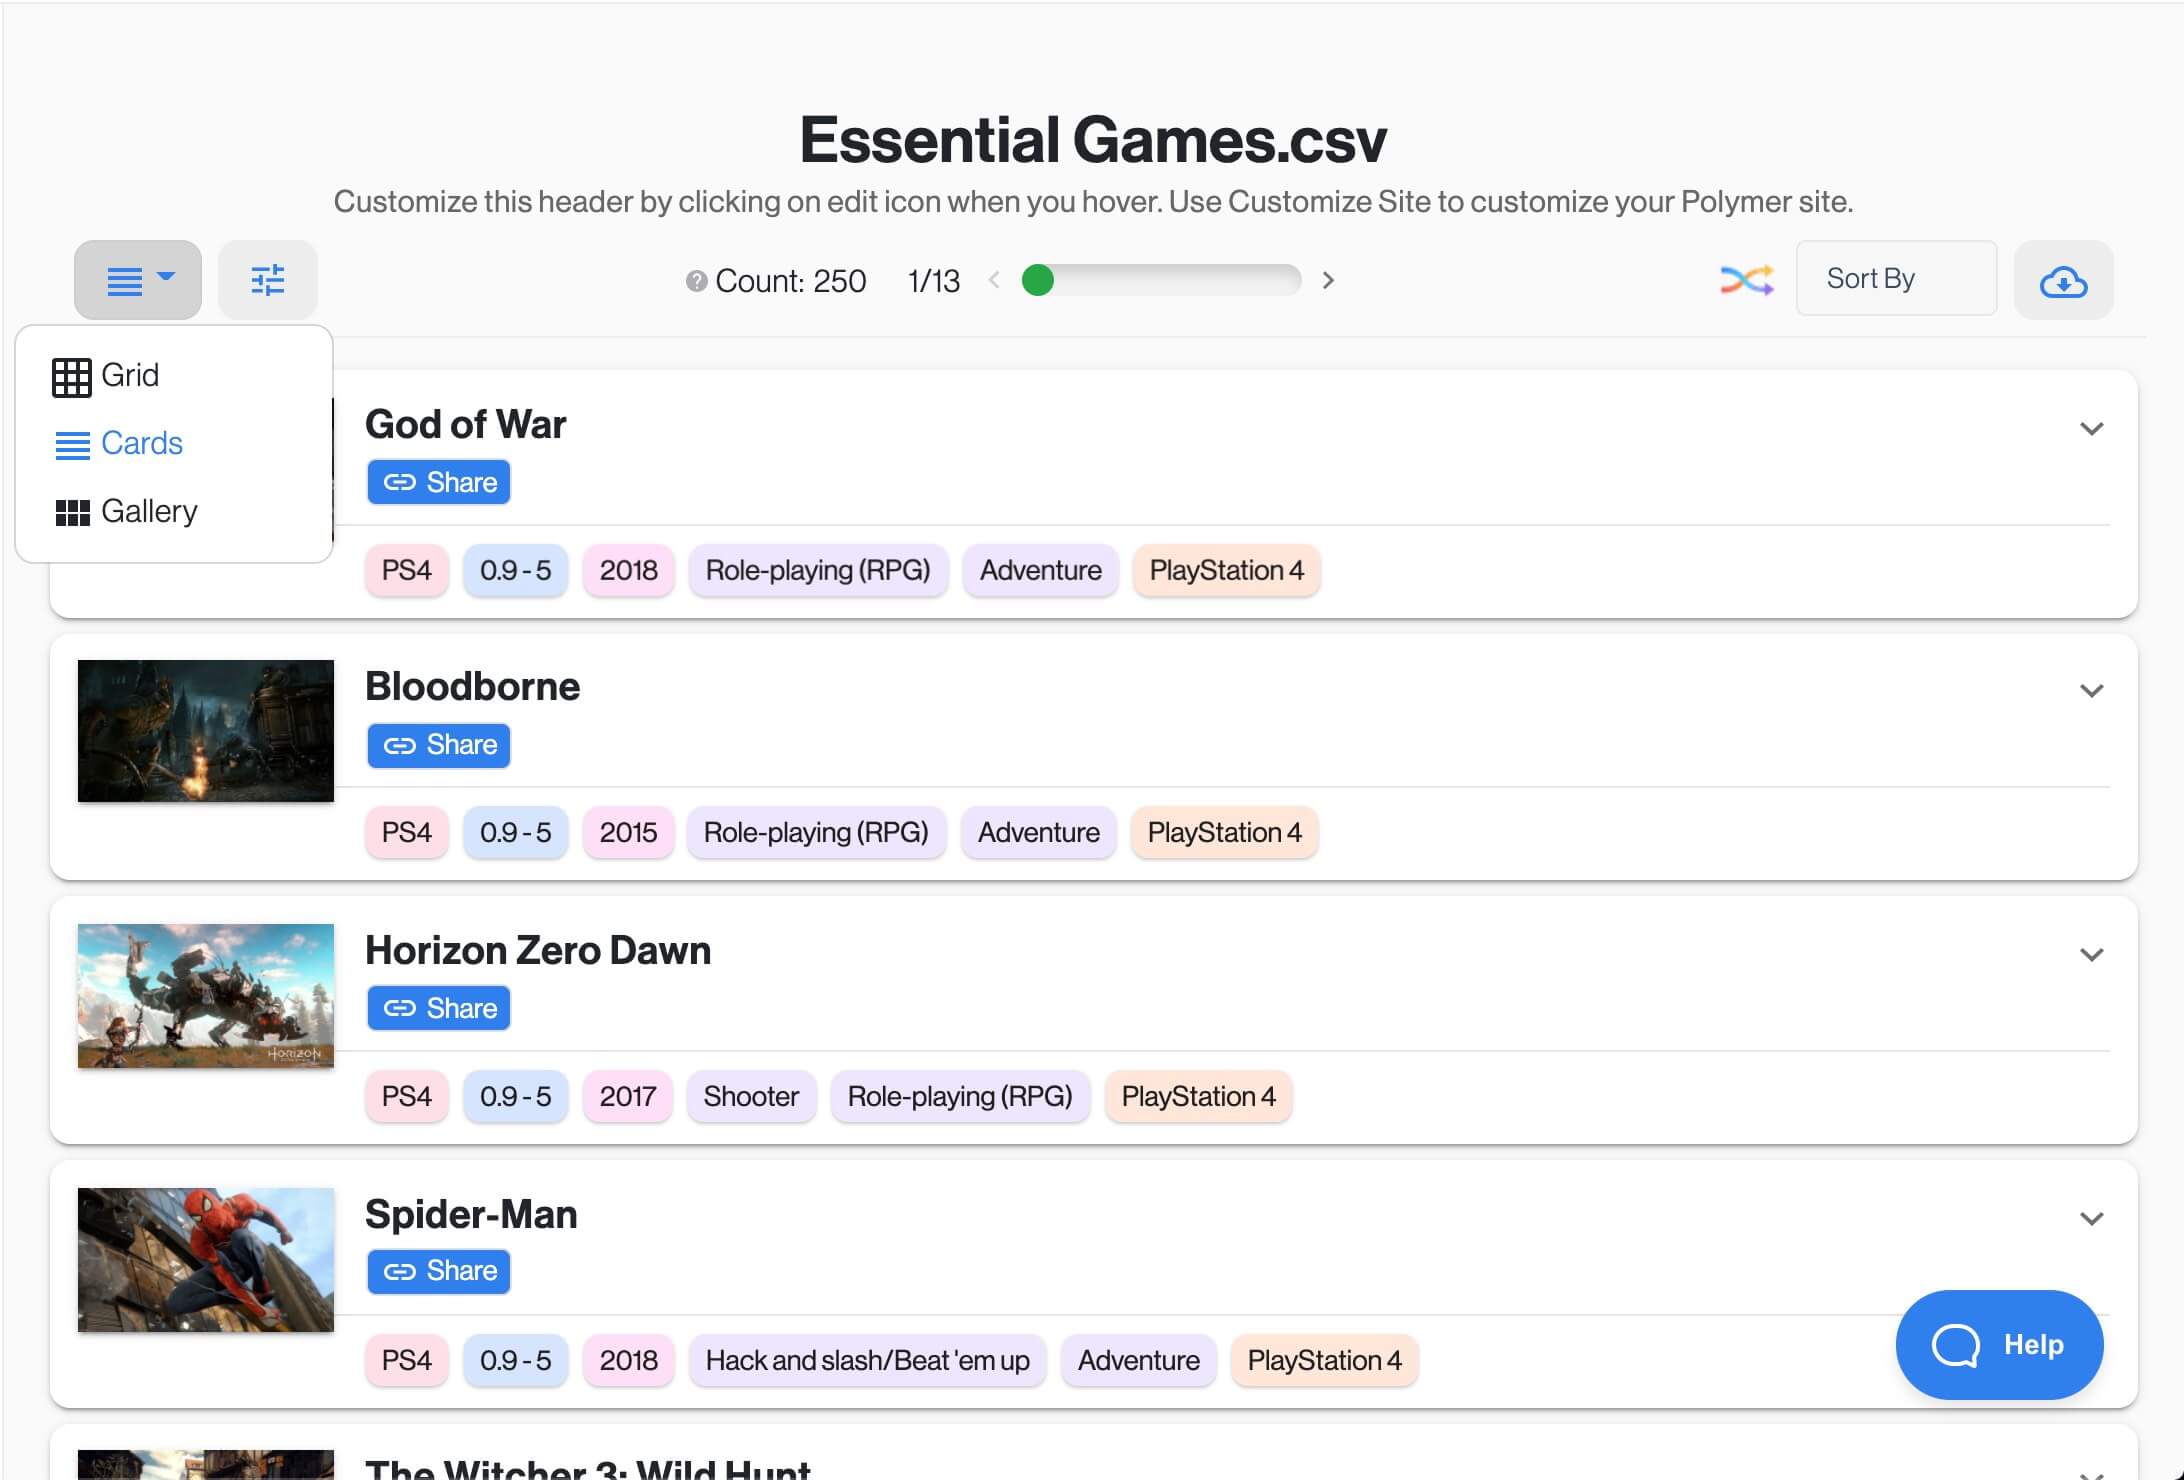 Essential Games.csv
Customize this header by clicking on edit icon when you hover. Use Customize Site to customize your Polymer site.
? Count: 250 1/13
Sort By
Grid
Cards
Gallery
God of War
Share
PS4 0.9 - 5 2018 Role-playing (RPG) Adventure PlayStation 4
Bloodborne
Share
PS4 0.9 - 5 2015 Role-playing (RPG) Adventure PlayStation 4
Horizon Zero Dawn
Share
HORIZON
PS4 0.9 - 5 2017 Shooter Role-playing (RPG) PlayStation 4
Spider-Man
Share
PS4 0.9 - 5 2018 Hack and slash/Beat 'em up Adventure PlayStation 4
Help
The Witcher 3: Wild Hunt